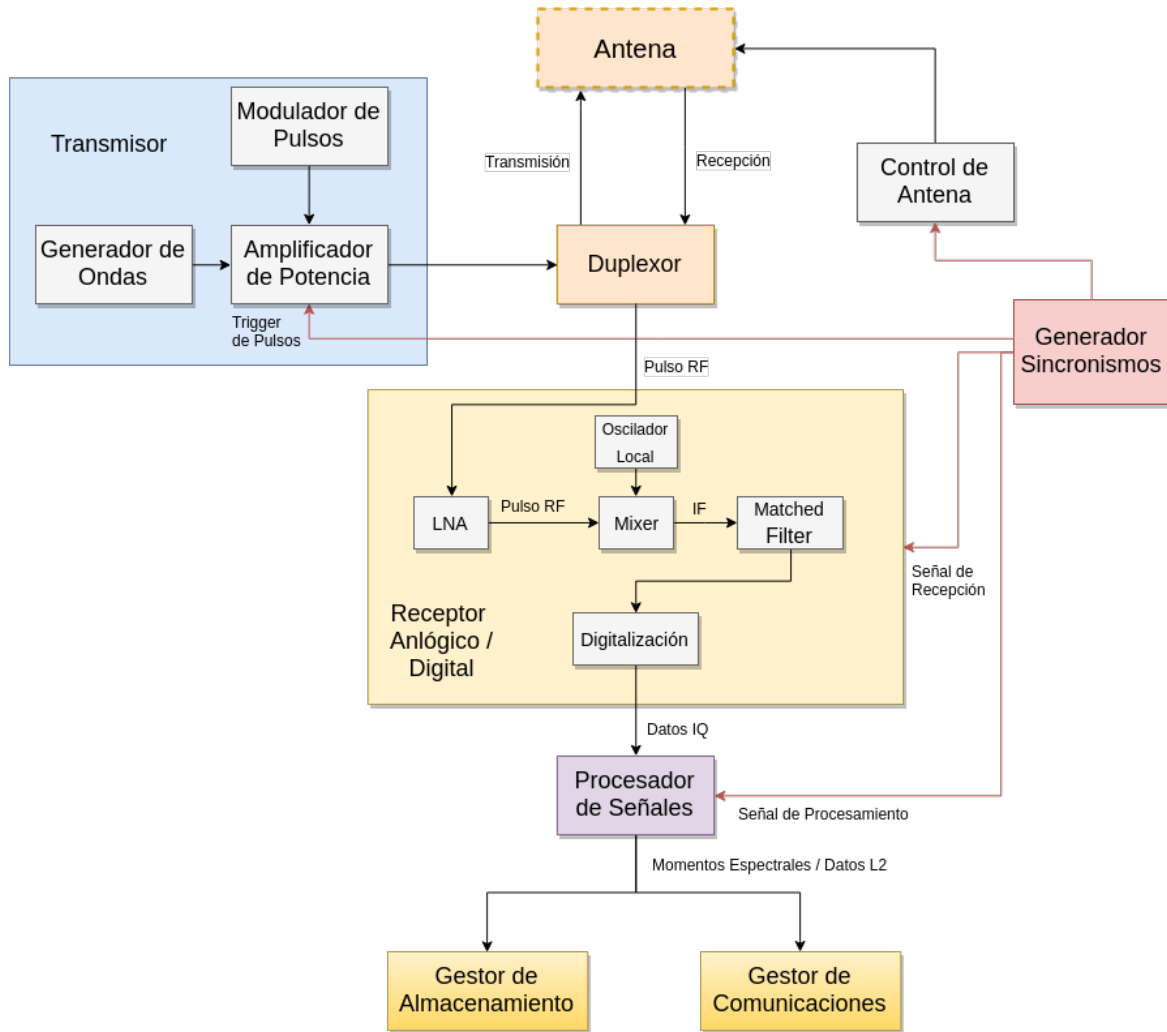 Antena
Transmisor
Modulador de
Pulsos
Transmisión
Recepción
Control de
Antena
Generador de
Ondas
Amplificador
de Potencia
Duplexor
Trigger
de Pulsos
Generador
Sincronismos
Pulso RF
Oscilador
Local
LNA
Pulso RF
Mixer
IF
Matched
Filter
Señal de
Recepción
Receptor
Anlógico /
Digital
Digitalización
Datos IQ
Procesador
de Señales
Señal de Procesamiento
Momentos Espectrales / Datos L2
Gestor de
Almacenamiento
Gestor de
Comunicaciones